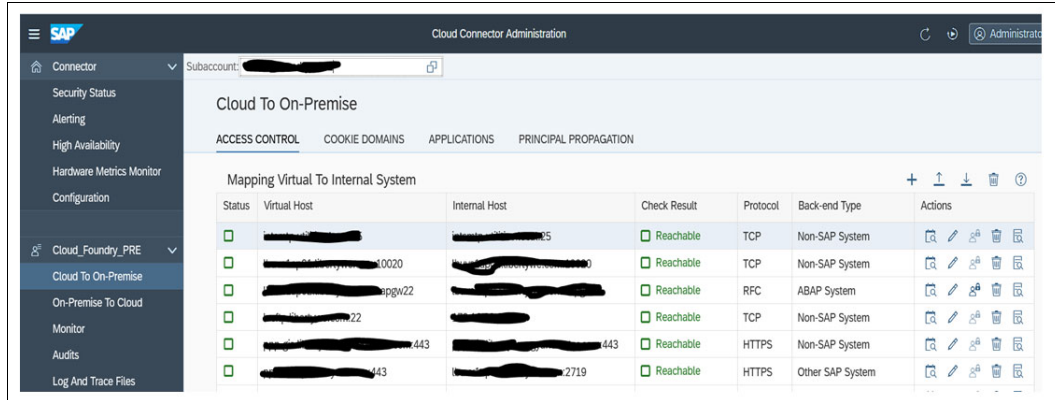 SAP
Cloud Connector Administration
Administrato
Connector
Subaccount:
Security Status
Alerting
High Availability
Hardware Metrics Monitor
Configuration
Cloud_Foundry_PRE
Cloud To On-Premise
On-Premise To Cloud
Monitor
Audits
Log And Trace Files
Cloud To On-Premise
ACCESS CONTROL COOKIE DOMAINS APPLICATIONS PRINCIPAL PROPAGATION
Mapping Virtual To Internal System
Status Virtual Host Internal Host Check Result Protocol Back-end Type Actions
25 Reachable TCP Non-SAP System
10020 Reachable TCP Non-SAP System
apgw22 Reachable RFC ABAP System
22 Reachable TCP Non-SAP System
:443 :443 Reachable HTTPS Non-SAP System
443 :2719 Reachable HTTPS Other SAP System